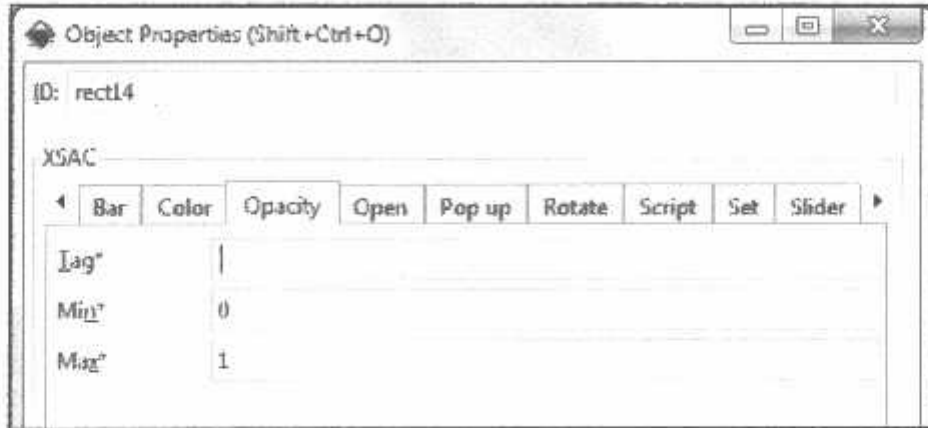 Object Properties (Shift+Ctrl+O)
ID: rect14
XSAC
Bar Color Opacity Open Pop up Rotate Script Set Slider
Tag*
Min* 0
Max* 1